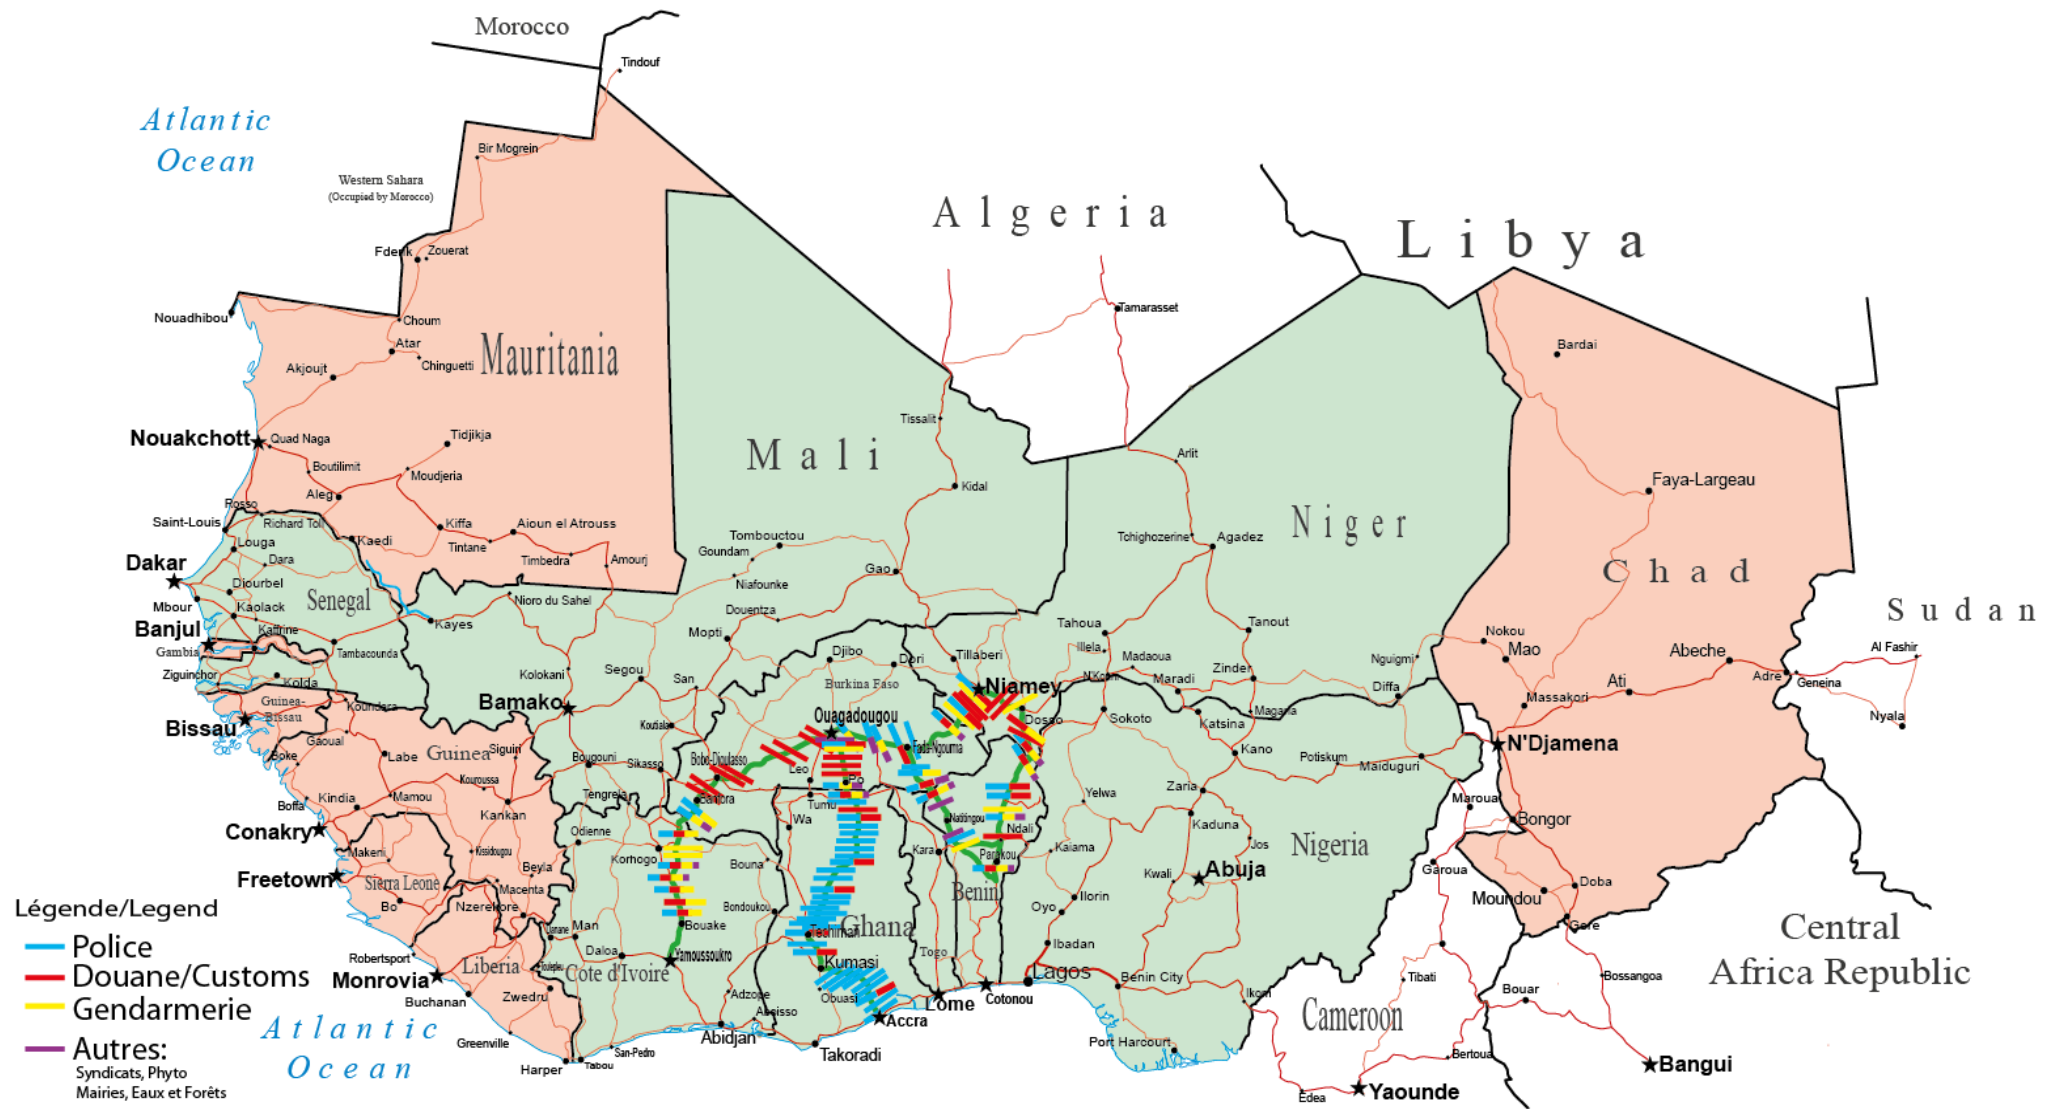 Morocco
Tindouf
Atlantic
Ocean
Bir Mogrein
Western Sahara
(Occupied by Morocco)
Algeria
Libya
Fderik
Zouerat
Tamarasset
Nouadhibou
Choum
Atar
Chinguetti
Akjoujt
Mauritania
Bardai
Tissalit
Nouakchott
Quad Naga
Tidjikja
Boutilimit
Moudjeria
Mali
Arlit
Aleg
Kidal
Faya-Largeau
Rosso
Saint-Louis
Richard Toll
Kiffa
Aioun el Atrouss
Niger
Louga
Kaedi
Tintane
Timbedra
Amourj
Tombouctou
Goundam
Tchighozerine
Agadez
Dakar
Dara
Diourbel
Niafounke
Gao
Chad
Mbour
Kaolack
Senegal
Nioro du Sahel
Douentza
Sudan
Banjul
Kaffrine
Kayes
Mopti
Tahoua
Tanout
Nokou
Gambia
Tambacounda
Djibo
Dori
Tillaberi
Illela
Madaoua
Nguigmi
Mao
Abeche
Al Fashir
Ziguinchor
Kolda
Kolokani
Segou
San
Burkina Faso
Niamey
N'Konni
Maradi
Zinder
Diffa
Ati
Adre
Geneina
Guinea-
Bissau
Koundara
Bamako
Ouagadougou
Massakori
Bissau
Koutiala
Dosso
Sokoto
Katsina
Magaria
Nyala
Gaoual
Labe
Guinea
Siguiri
Fada-Ngourma
Kano
N'Djamena
Boke
Bougouni
Sikasso
Bobo-Dioulasso
Leo
Po
Potiskum
Maiduguri
Kouroussa
Boffa
Kindia
Mamou
Kankan
Tengrela
Banfora
Tumu
Yelwa
Zaria
Maroua
Conakry
Odienne
Wa
Natitingou
Ndali
Kaduna
Bongor
Makeni
Kissidougou
Beyla
Korhogo
Bouna
Kara
Parakou
Kaiama
Jos
Nigeria
Freetown
Sierra Leone
Macenta
Benin
Kwali
Abuja
Garoua
Doba
Bo
Nzerekore
Bondoukou
Ilorin
Oyo
Moundou
Légende/Legend
Danane
Man
Bouake
Techiman
Ghana
Gore
Central
Africa Republic
Police
Robertsport
Daloa
Yamoussoukro
Togo
Ibadan
Douane/Customs
Monrovia
Liberia
Toulepleu
Cote d'Ivoire
Kumasi
Lagos
Benin City
Tibati
Bossangoa
Gendarmerie
Buchanan
Zwedru
Adzope
Obuasi
Lome
Cotonou
Ikom
Bouar
Atlantic
Ocean
Aboisso
Accra
Cameroon
Autres:
Greenville
Abidjan
Takoradi
Port Harcourt
Bertoua
Syndicats, Phyto
Mairies, Eaux et Forêts
Harper
Tabou
San-Pedro
Bangui
Edea
Yaounde